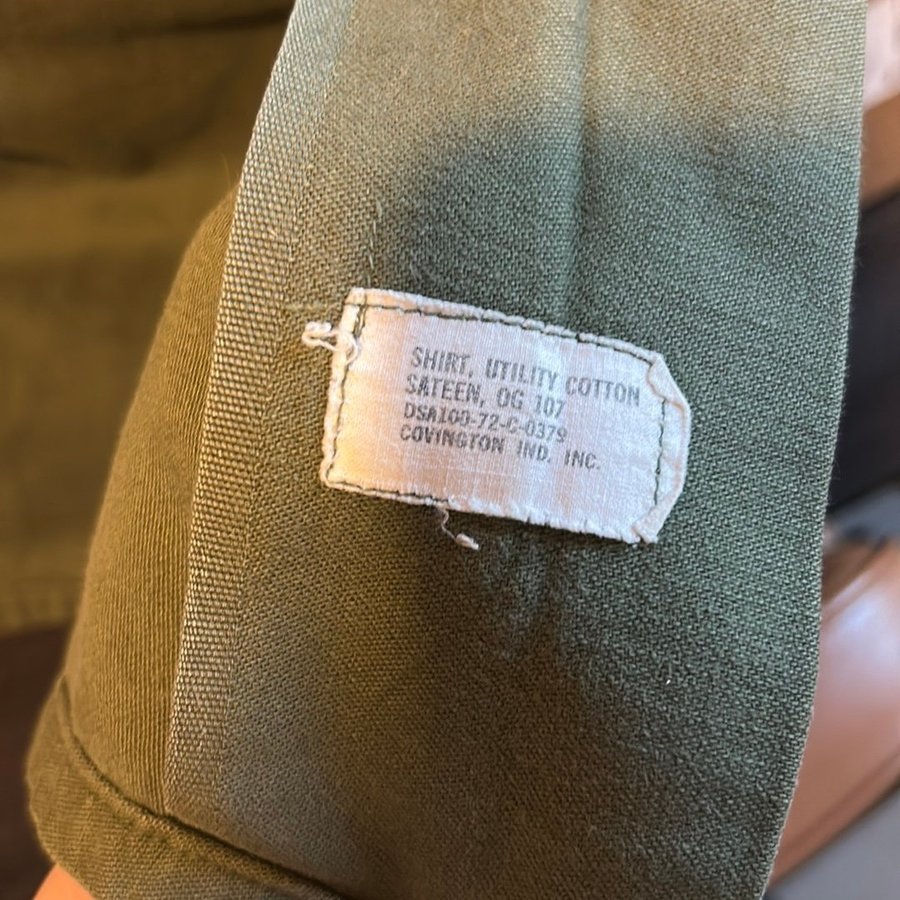 SHIRT, UTILITY COTTON
SATEEN, OG 107
DSA100-72-C-0379
COVINGTON IND. INC.